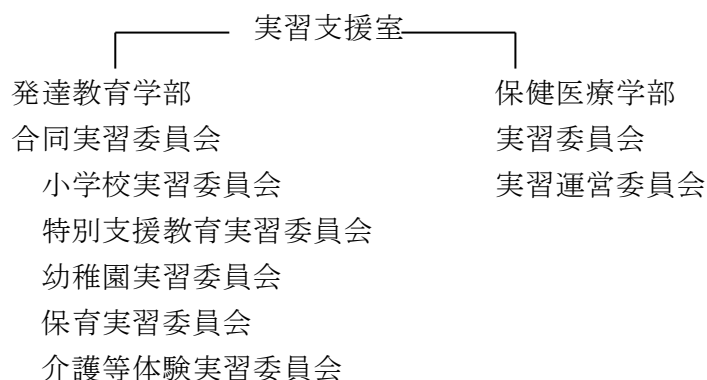 実習支援室
発達教育学部
合同実習委員会
小学校実習委員会
特別支援教育実習委員会
幼稚園実習委員会
保育実習委員会
介護等体験実習委員会
保健医療学部
実習委員会
実習運営委員会